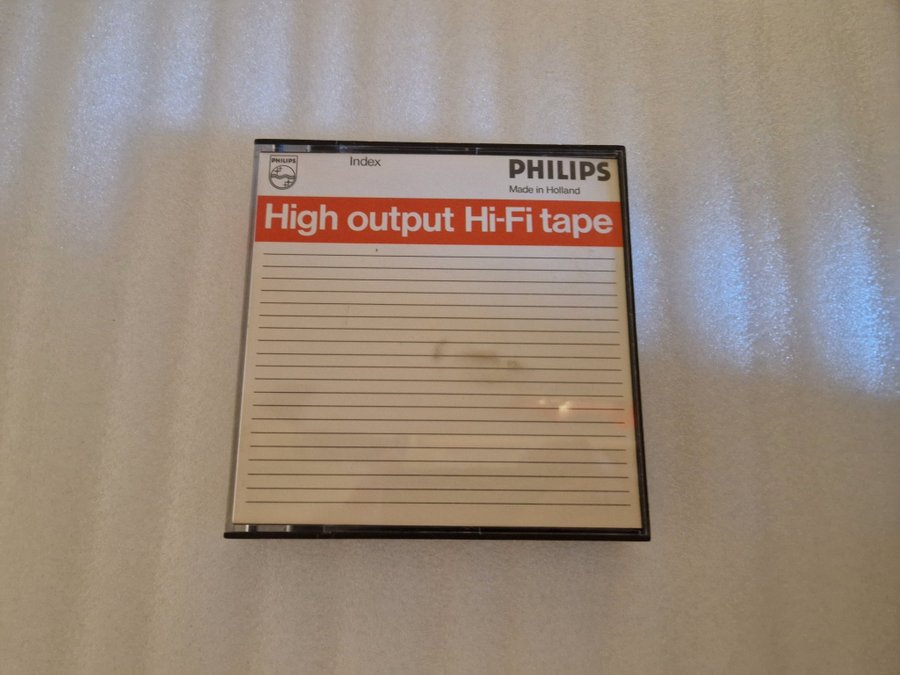 PHILIPS
Index
PHILIPS
Made in Holland
High output Hi-Fi tape